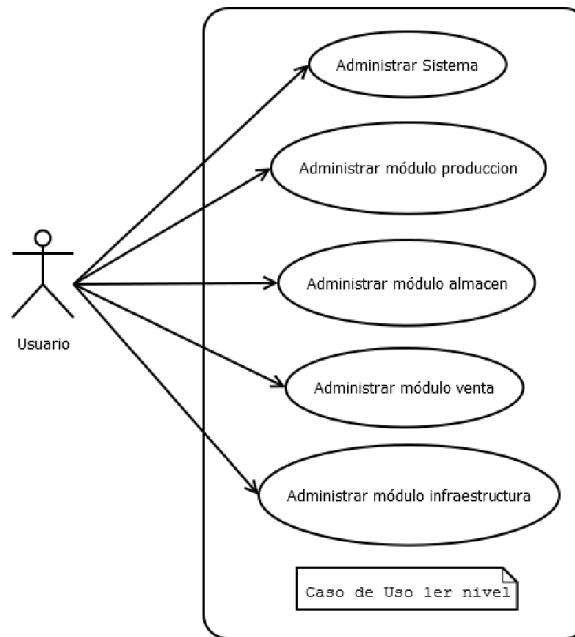 Administrar Sistema
Administrar módulo produccion
Administrar módulo almacen
Usuario
Administrar módulo venta
Administrar módulo infraestructura
Caso de Uso 1er nivel